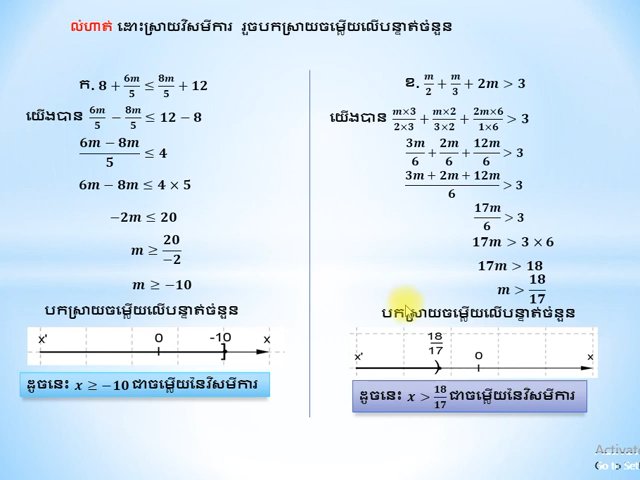 លំហាត់ ដោះស្រាយវិសមីការ រួចបកស្រាយចម្លើយលើបន្ទាត់ចំនួន
ក. 8 + 6m/5 ≤ 8m/5 + 12
យើងបាន 6m/5 − 8m/5 ≤ 12 − 8
(6m − 8m)/5 ≤ 4
6m − 8m ≤ 4 × 5
−2m ≤ 20
m ≥ 20/−2
m ≥ −10
បកស្រាយចម្លើយលើបន្ទាត់ចំនួន
x' 0 -10 x
ដូចនេះ x ≥ −10 ជាចម្លើយនៃវិសមីការ
ខ. m/2 + m/3 + 2m > 3
យើងបាន (m×3)/(2×3) + (m×2)/(3×2) + (2m×6)/(1×6) > 3
3m/6 + 2m/6 + 12m/6 > 3
(3m + 2m + 12m)/6 > 3
17m/6 > 3
17m > 3 × 6
17m > 18
m > 18/17
បកស្រាយចម្លើយលើបន្ទាត់ចំនួន
x' 18/17 0 x
ដូចនេះ x > 18/17 ជាចម្លើយនៃវិសមីការ
Activate
Go to Set